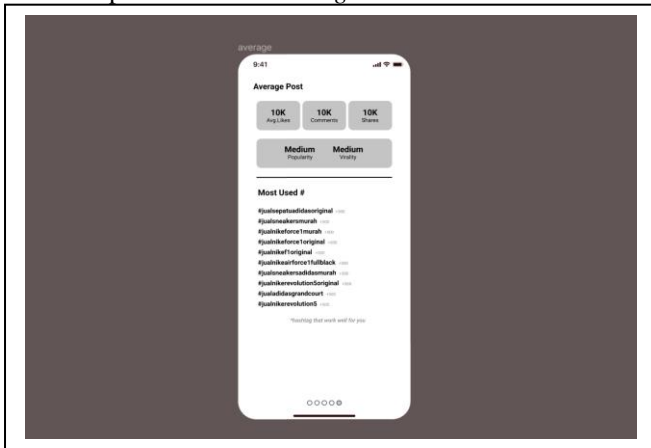 average
9:41
Average Post
10K 10K 10K
Avg.Likes Comments Shares
Medium Medium
Popularity Virality
Most Used #
#jualsepatuadidasoriginal
#jualsneakersmurah
#jualnikeforce1murah
#jualnikeforce1original
#jualnikef1original
#jualnikeairforce1fullblack
#jualsneakersadidasmurah
#jualnikerevolution5original
#jualadidasgrandcourt
#jualnikerevolution5
*hashtag that work well for you